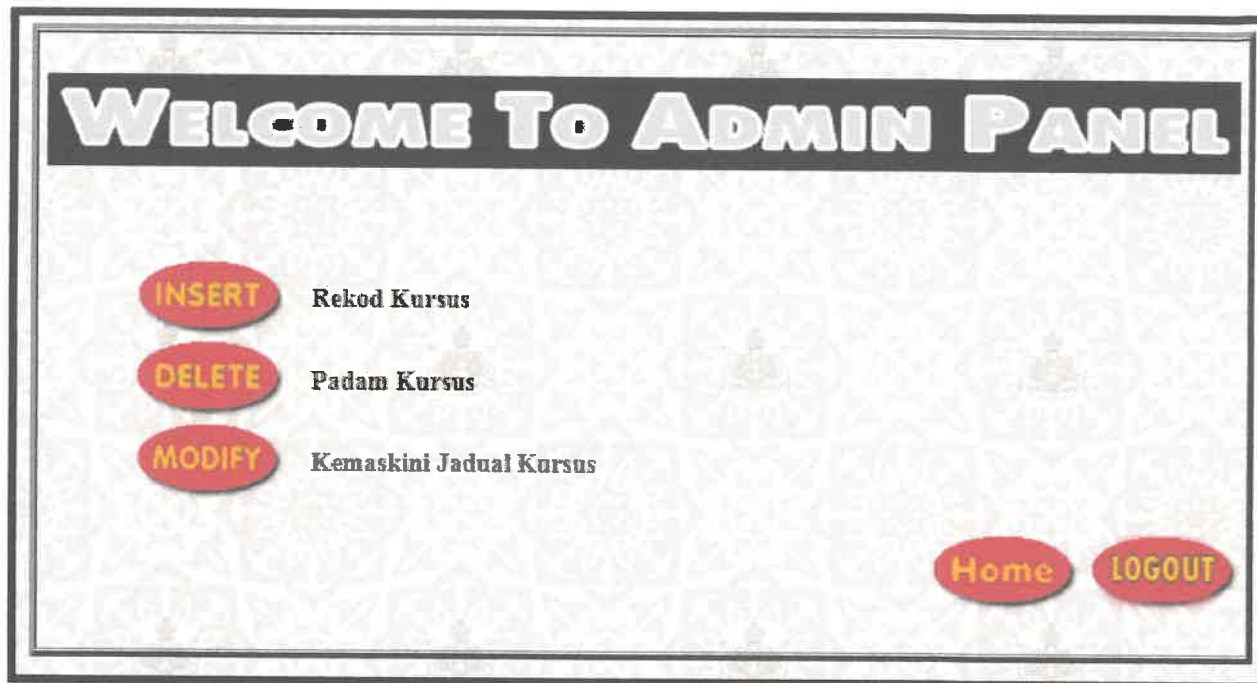 WELCOME TO ADMIN PANEL
INSERT Rekod Kursus
DELETE Padam Kursus
MODIFY Kemaskini Jadual Kursus
Home LOGOUT